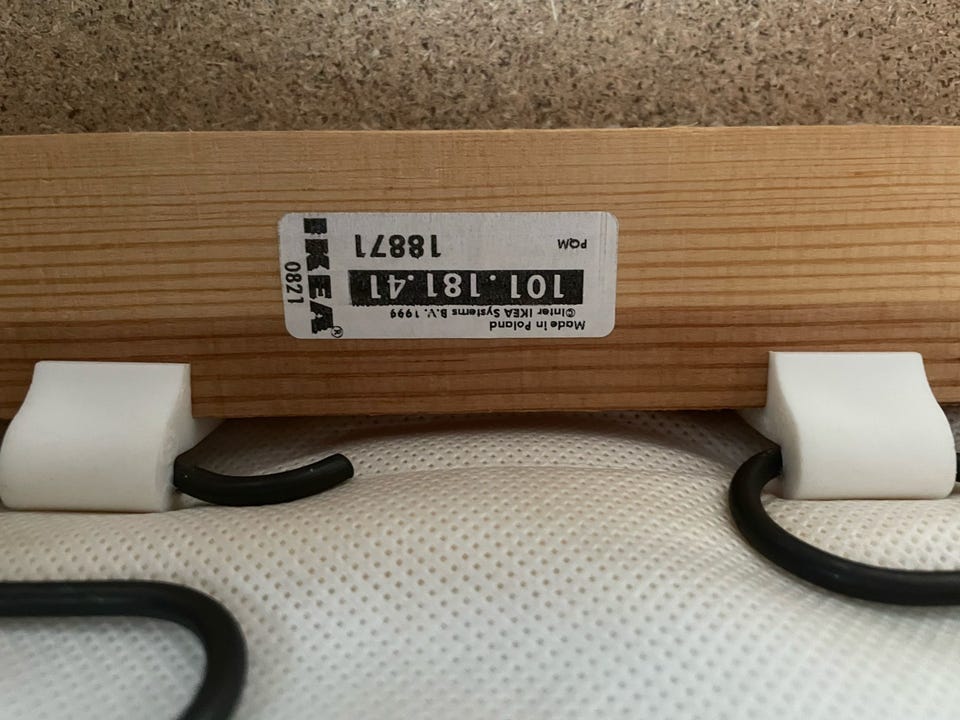 Made in Poland
©Inter IKEA Systems B.V. 1999
101.181.41
PQM 18871
IKEA®
0821